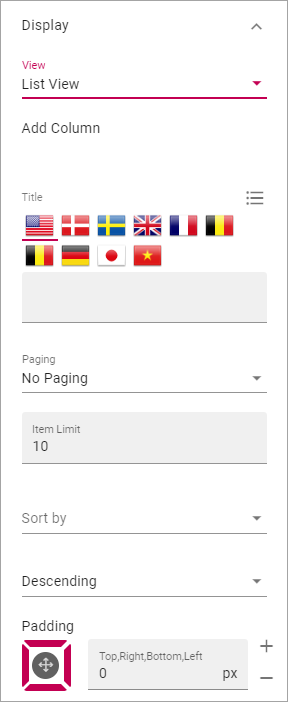 Display
View
List View
Add Column
Title
Paging
No Paging
Item Limit
10
Sort by
Descending
Padding
Top,Right,Bottom,Left
0 px